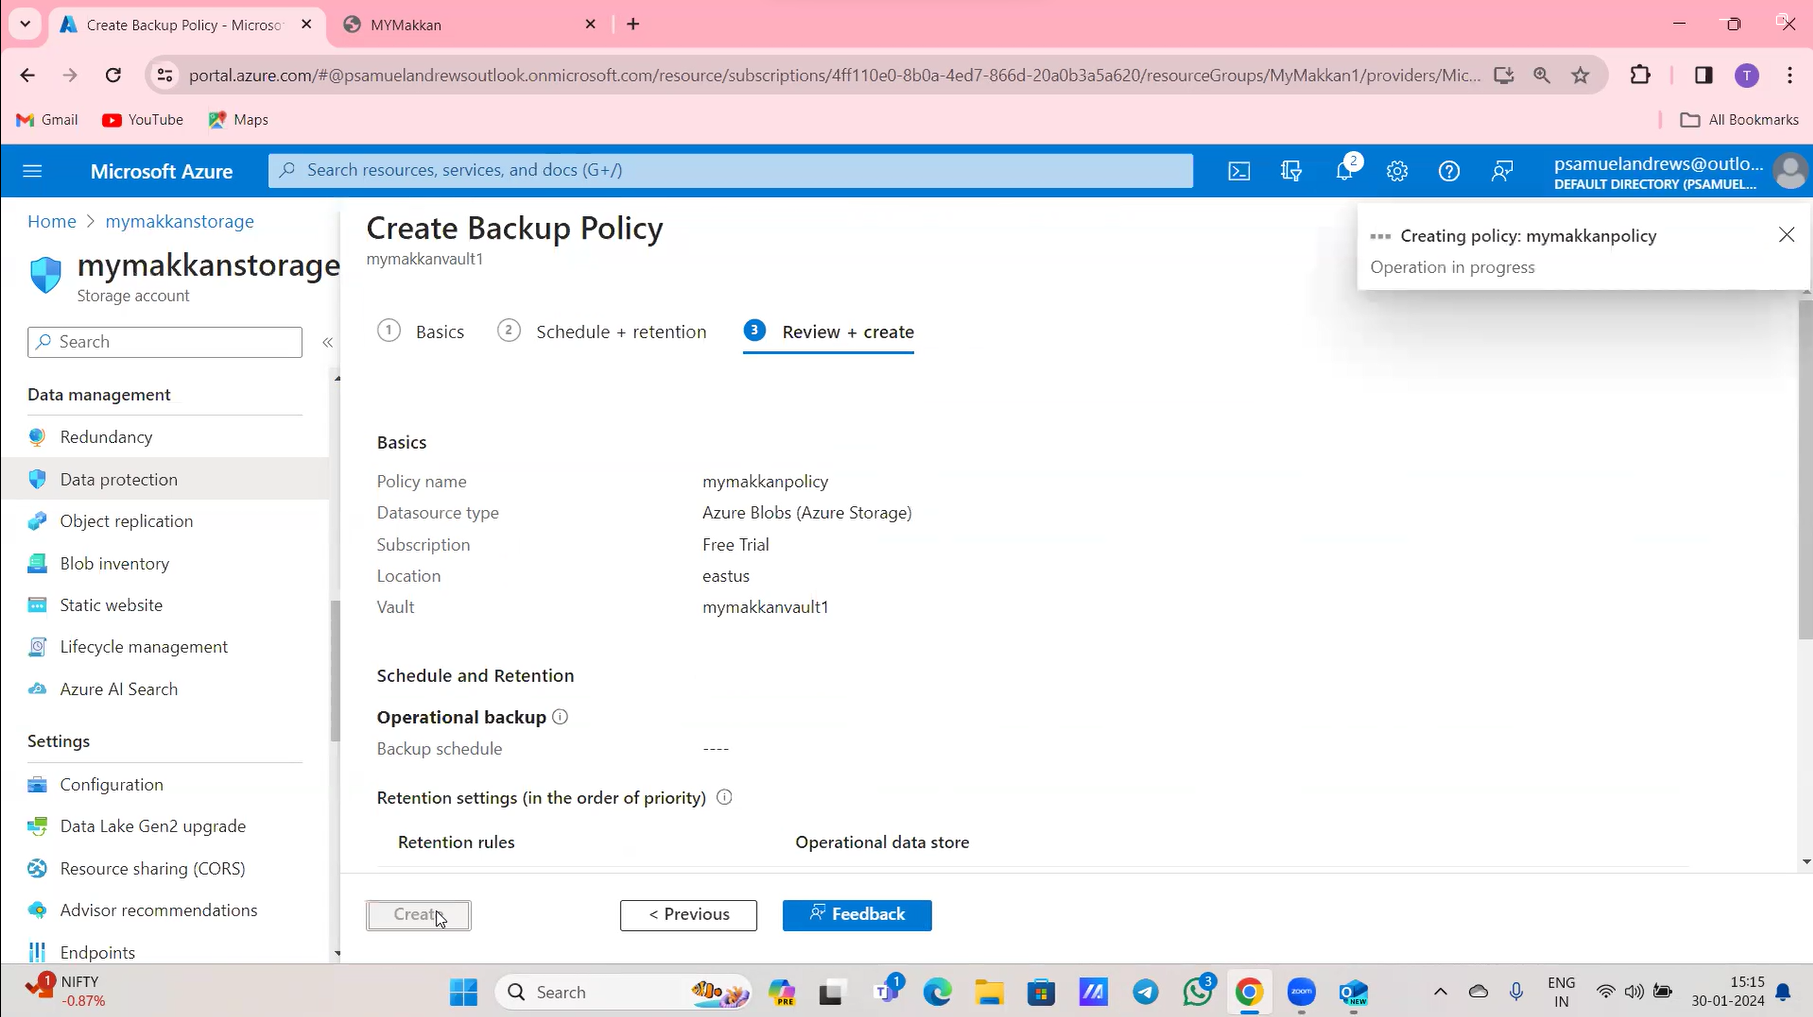 Create Backup Policy - Microso
MYMakkan
portal.azure.com/#@psamuelandrewsoutlook.onmicrosoft.com/resource/subscriptions/4ff110e0-8b0a-4ed7-866d-20a0b3a5a620/resourceGroups/MyMakkan1/providers/Mic...
T
Gmail
YouTube
Maps
All Bookmarks
Microsoft Azure
Search resources, services, and docs (G+/)
2
psamuelandrews@outlo...
DEFAULT DIRECTORY (PSAMUEL...
Home > mymakkanstorage
mymakkanstorage
Storage account
Search
Data management
Redundancy
Data protection
Object replication
Blob inventory
Static website
Lifecycle management
Azure AI Search
Settings
Configuration
Data Lake Gen2 upgrade
Resource sharing (CORS)
Advisor recommendations
Endpoints
Create Backup Policy
mymakkanvault1
Creating policy: mymakkanpolicy
Operation in progress
1 Basics
2 Schedule + retention
3 Review + create
Basics
Policy name mymakkanpolicy
Datasource type Azure Blobs (Azure Storage)
Subscription Free Trial
Location eastus
Vault mymakkanvault1
Schedule and Retention
Operational backup
Backup schedule ----
Retention settings (in the order of priority)
Retention rules Operational data store
Create
< Previous
Feedback
1
NIFTY
-0.87%
Search
PRE
1
3
zoom
NEW
ENG
IN
15:15
30-01-2024